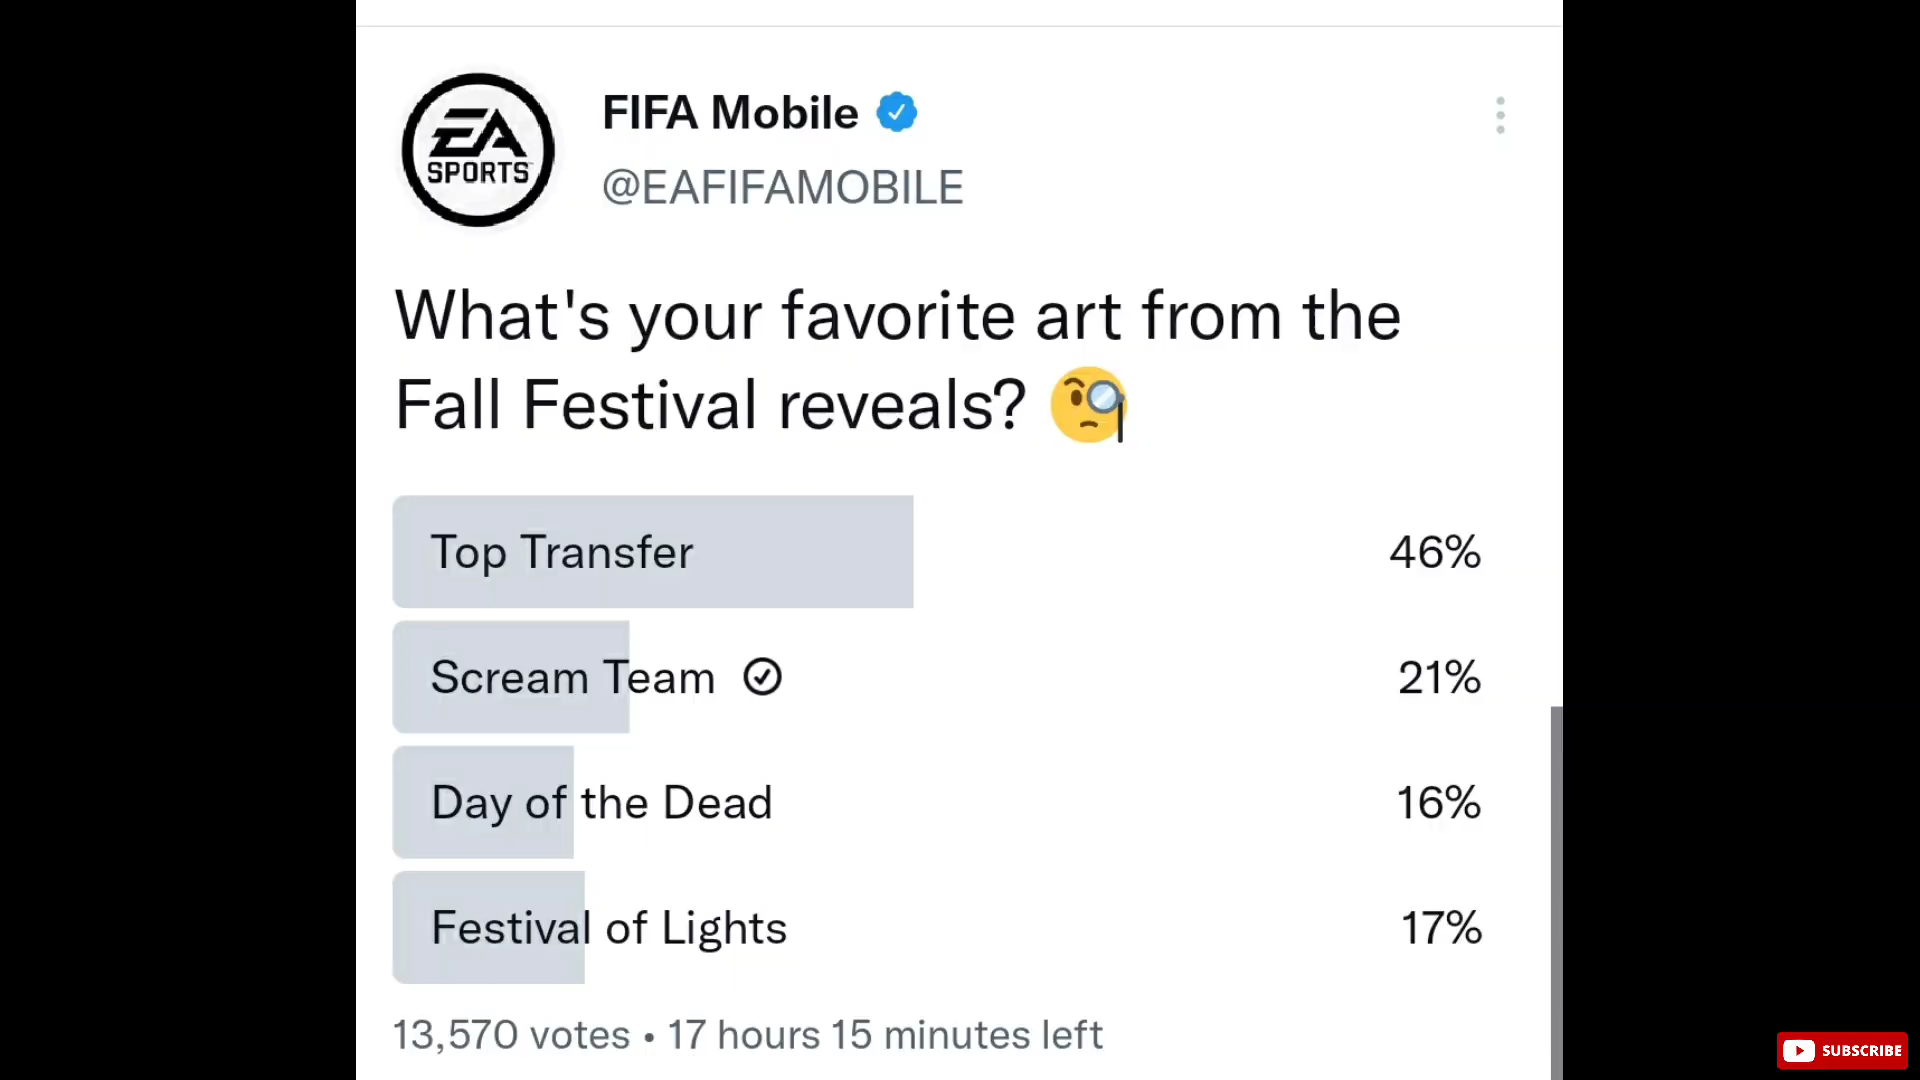 EA
SPORTS
FIFA Mobile
@EAFIFAMOBILE
What's your favorite art from the
Fall Festival reveals? 🧐
Top Transfer 46%
Scream Team 21%
Day of the Dead 16%
Festival of Lights 17%
13,570 votes • 17 hours 15 minutes left
SUBSCRIBE